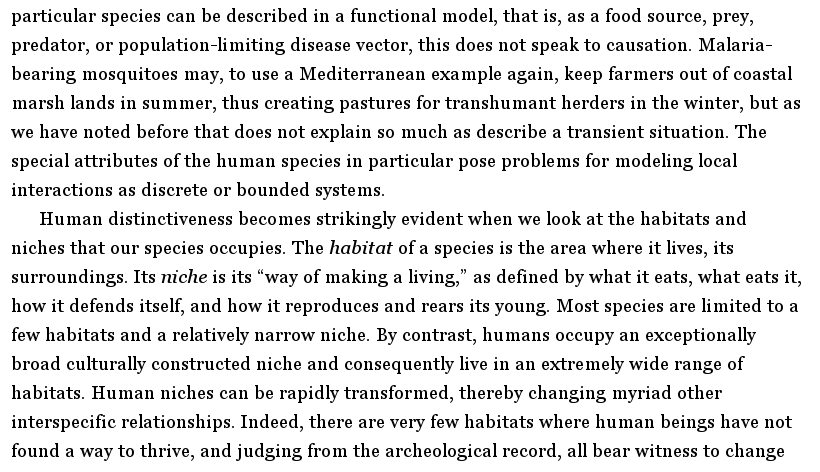 particular species can be described in a functional model, that is, as a food source, prey,
predator, or population-limiting disease vector, this does not speak to causation. Malaria-
bearing mosquitoes may, to use a Mediterranean example again, keep farmers out of coastal
marsh lands in summer, thus creating pastures for transhumant herders in the winter, but as
we have noted before that does not explain so much as describe a transient situation. The
special attributes of the human species in particular pose problems for modeling local
interactions as discrete or bounded systems.
Human distinctiveness becomes strikingly evident when we look at the habitats and
niches that our species occupies. The habitat of a species is the area where it lives, its
surroundings. Its niche is its “way of making a living,” as defined by what it eats, what eats it,
how it defends itself, and how it reproduces and rears its young. Most species are limited to a
few habitats and a relatively narrow niche. By contrast, humans occupy an exceptionally
broad culturally constructed niche and consequently live in an extremely wide range of
habitats. Human niches can be rapidly transformed, thereby changing myriad other
interspecific relationships. Indeed, there are very few habitats where human beings have not
found a way to thrive, and judging from the archeological record, all bear witness to change